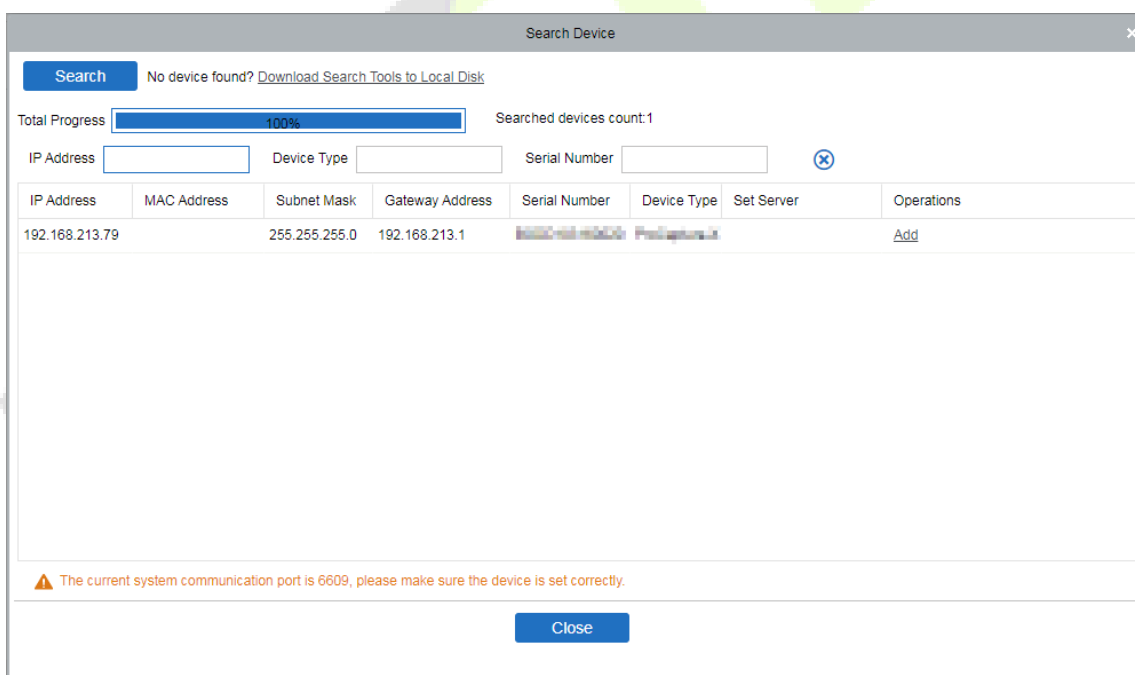 Search Device
Search No device found? Download Search Tools to Local Disk
Total Progress 100% Searched devices count:1
IP Address Device Type Serial Number
IP Address MAC Address Subnet Mask Gateway Address Serial Number Device Type Set Server Operations
192.168.213.79 255.255.255.0 192.168.213.1 Add
The current system communication port is 6609, please make sure the device is set correctly.
Close